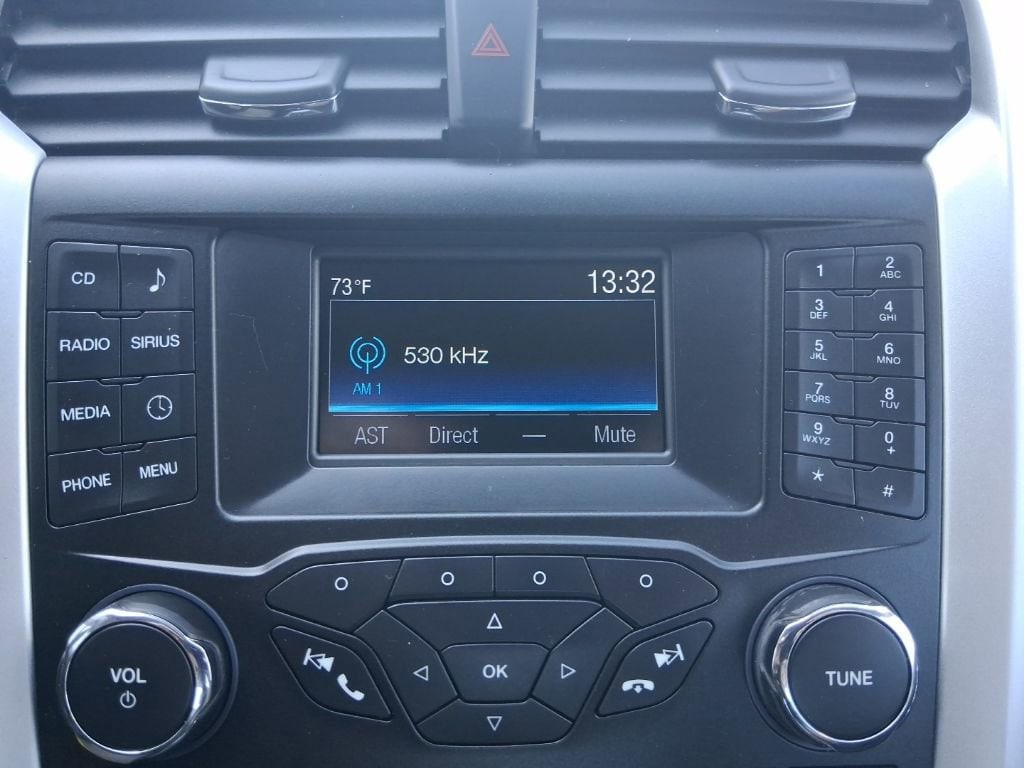 73°F 13:32
530 kHz
AM 1
AST Direct — Mute
CD
RADIO SIRIUS
MEDIA
PHONE MENU
1 2 ABC
3 DEF 4 GHI
5 JKL 6 MNO
7 PQRS 8 TUV
9 WXYZ 0 +
* #
VOL
OK
TUNE